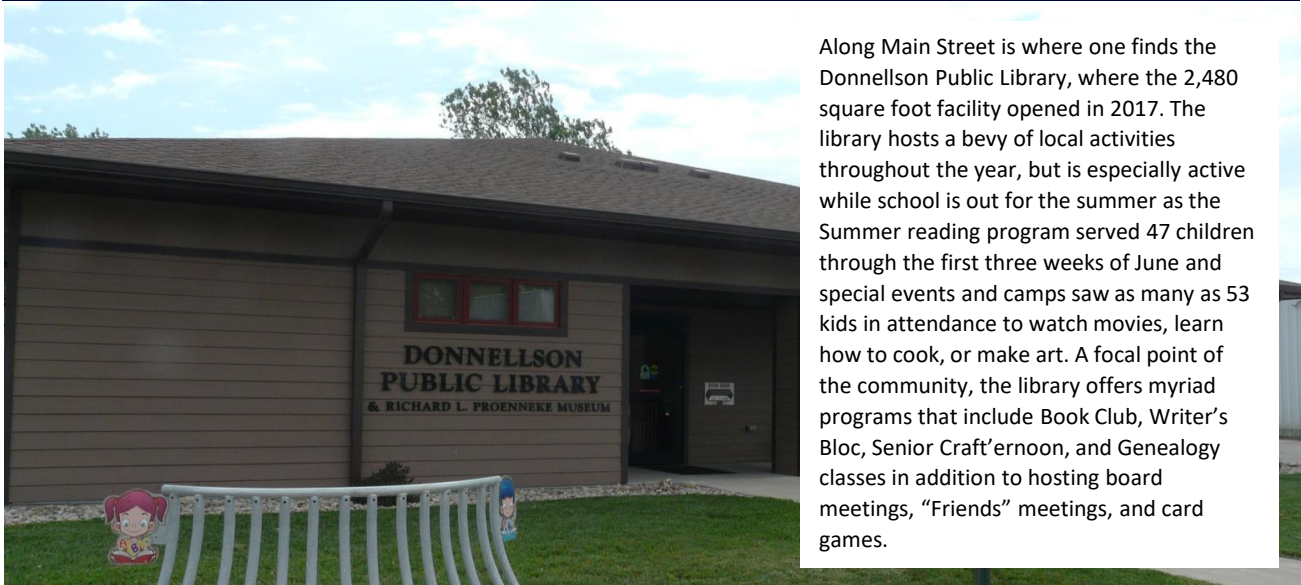 DONNELLSON
PUBLIC LIBRARY
& RICHARD L. PROENNEKE MUSEUM
Along Main Street is where one finds the
Donnellson Public Library, where the 2,480
square foot facility opened in 2017. The
library hosts a bevy of local activities
throughout the year, but is especially active
while school is out for the summer as the
Summer reading program served 47 children
through the first three weeks of June and
special events and camps saw as many as 53
kids in attendance to watch movies, learn
how to cook, or make art. A focal point of
the community, the library offers myriad
programs that include Book Club, Writer’s
Bloc, Senior Craft’ernoon, and Genealogy
classes in addition to hosting board
meetings, “Friends” meetings, and card
games.